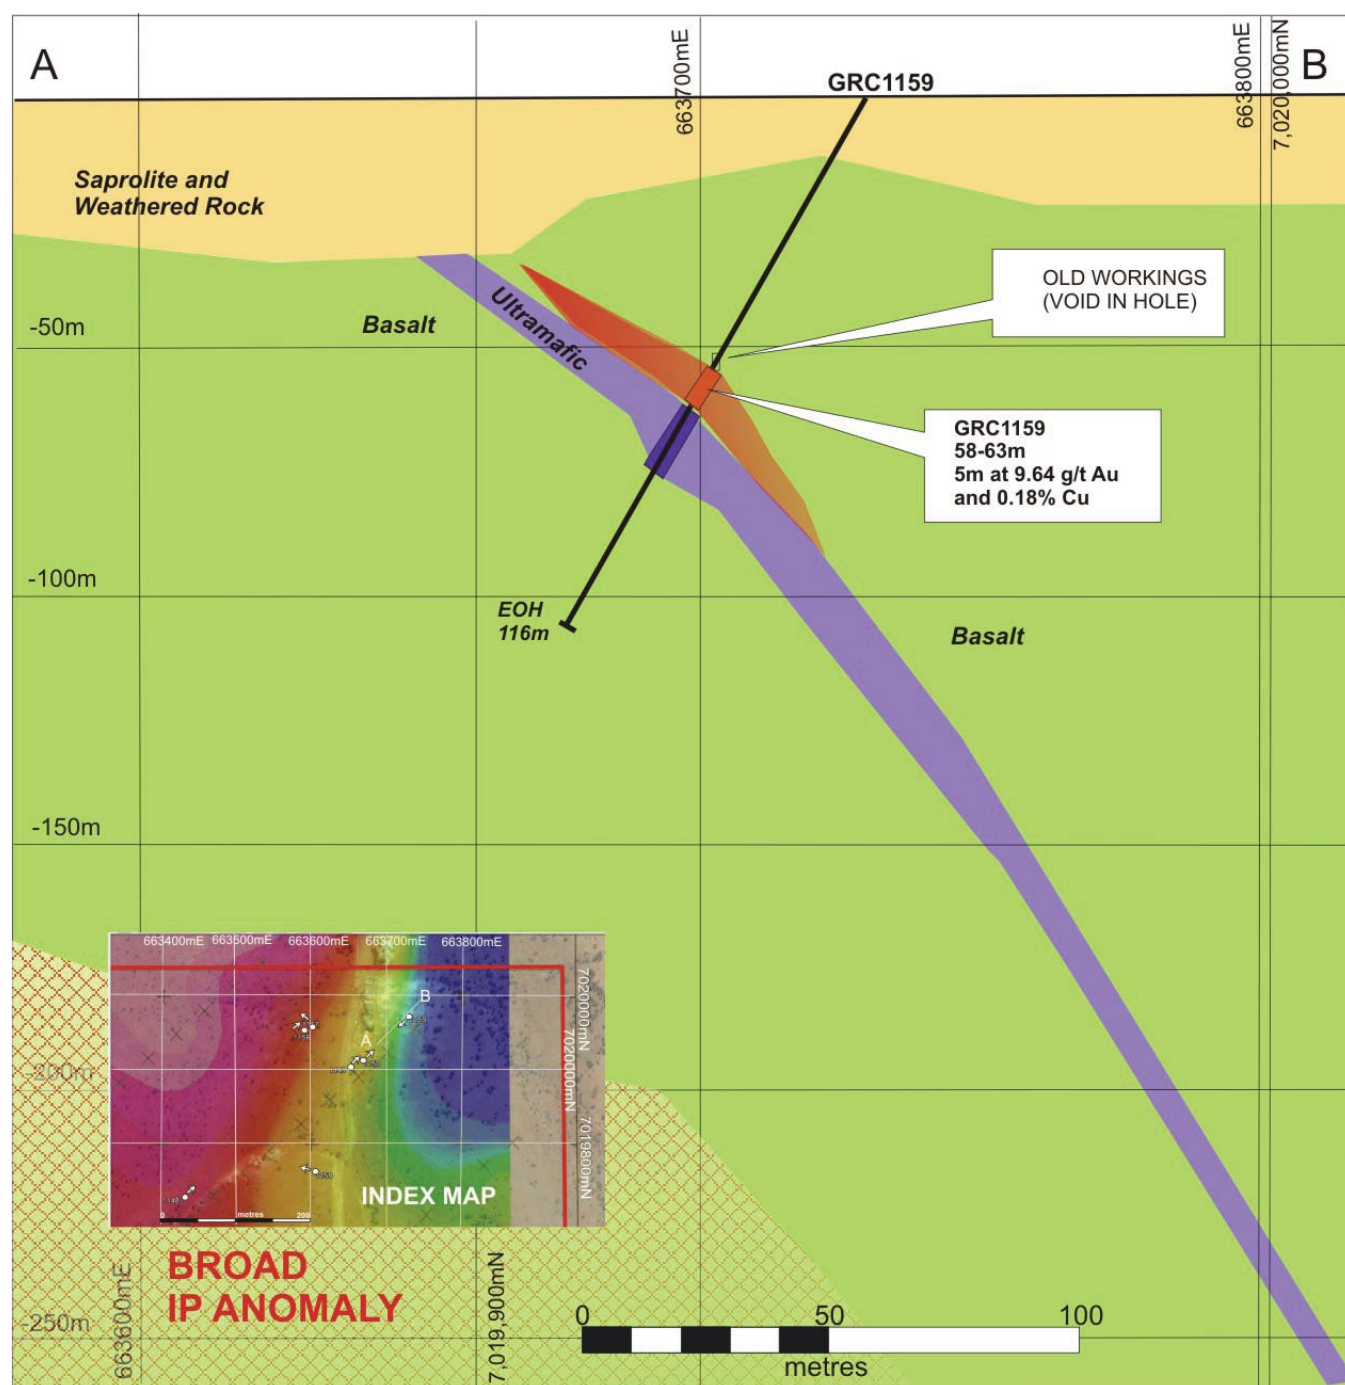 A
663700mE
663800mE
7,020,000mN
B
GRC1159
Saprolite and
Weathered Rock
OLD WORKINGS
(VOID IN HOLE)
Ultramafic
Basalt
-50m
GRC1159
58-63m
5m at 9.64 g/t Au
and 0.18% Cu
-100m
EOH
116m
Basalt
-150m
663400mE
663500mE
663600mE
663700mE
663800mE
B
A
7020000mN
7020000mN
7019800mN
-200m
INDEX MAP
0
metres
200
BROAD
IP ANOMALY
663600mE
7,019,900mN
-250m
0
50
100
metres